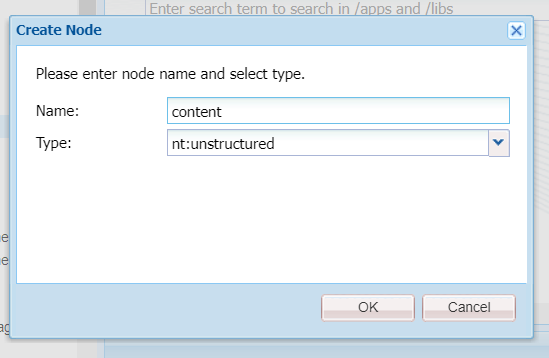 Enter search term to search in /apps and /libs
Create Node
Please enter node name and select type.
Name:
content
Type:
nt:unstructured
OK
Cancel